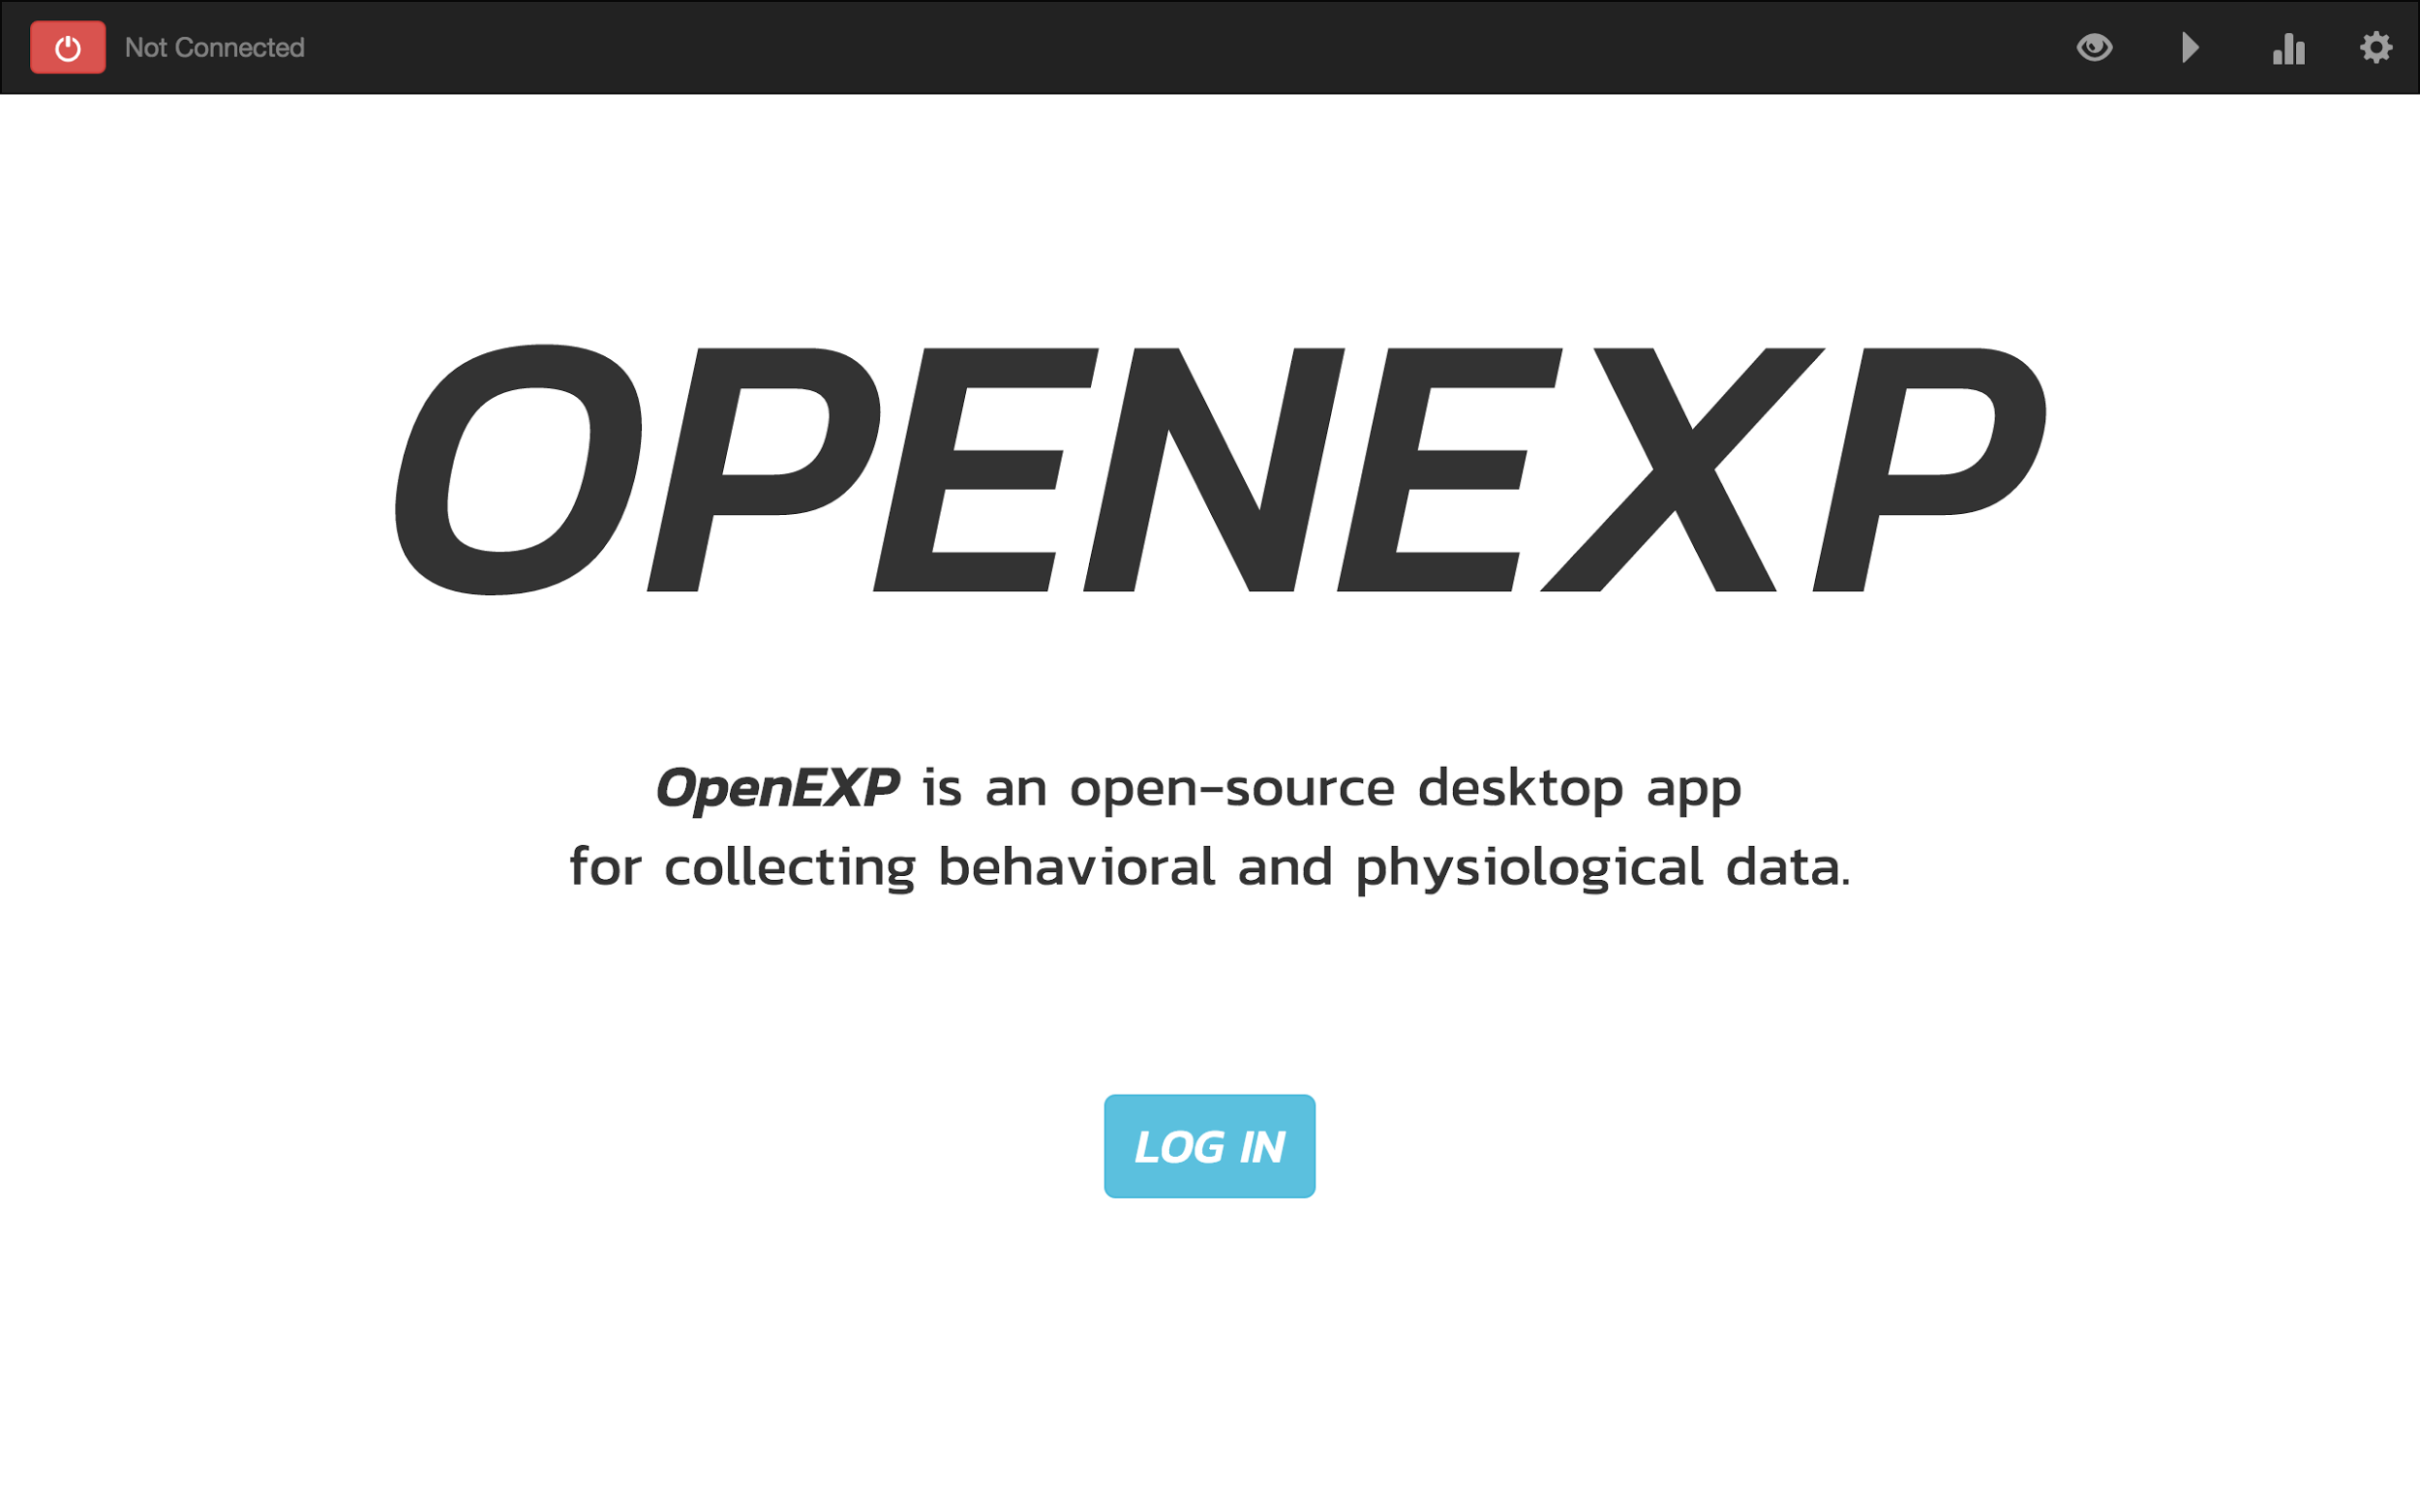 Not Connected
OPENEXP
OpenEXP is an open-source desktop app
for collecting behavioral and physiological data.
LOG IN